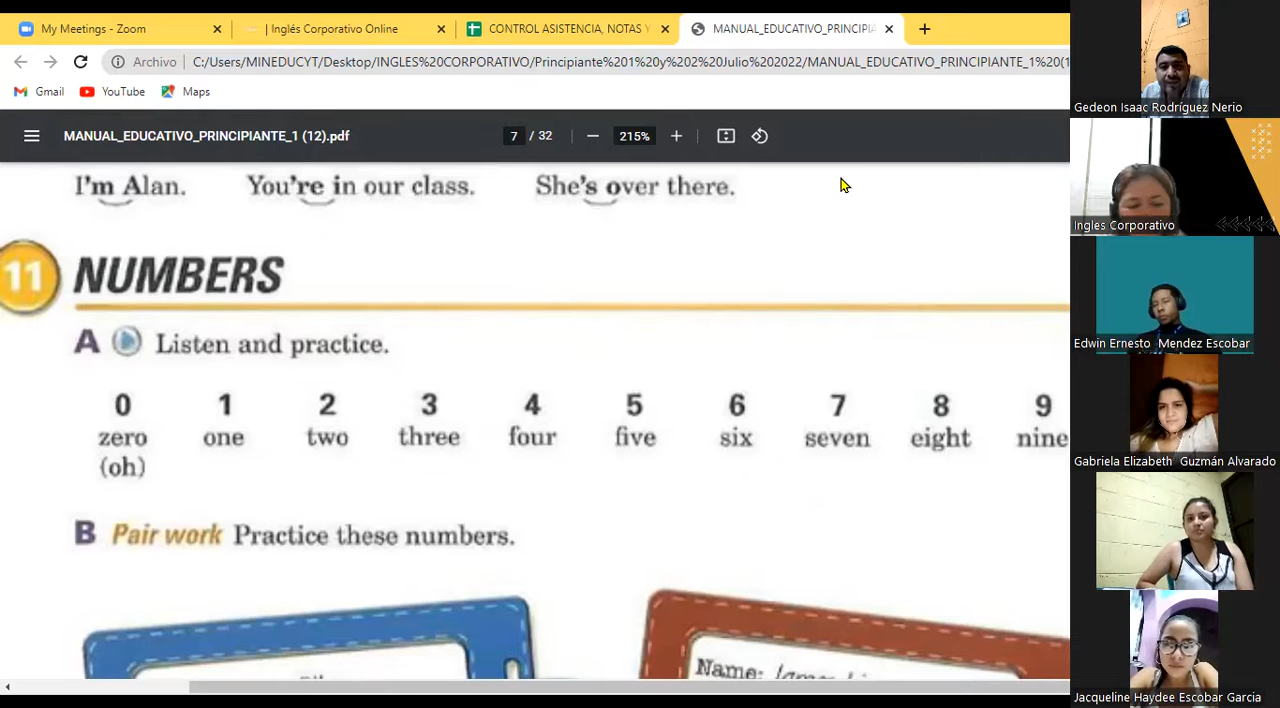 My Meetings - Zoom
| Inglés Corporativo Online
CONTROL ASISTENCIA, NOTAS Y
MANUAL_EDUCATIVO_PRINCIPIA
Archivo | C:/Users/MINEDUCYT/Desktop/INGLES%20CORPORATIVO/Principiante%201%20y%202%20Julio%202022/MANUAL_EDUCATIVO_PRINCIPIANTE_1%20(1
Gmail YouTube Maps
MANUAL_EDUCATIVO_PRINCIPIANTE_1 (12).pdf 7 / 32 215%
I'm Alan. You're in our class. She's over there.
11 NUMBERS
A Listen and practice.
0 1 2 3 4 5 6 7 8 9
zero one two three four five six seven eight nine
(oh)
B Pair work Practice these numbers.
Name:
Gedeon Isaac Rodríguez Nerio
Ingles Corporativo
Edwin Ernesto Mendez Escobar
Gabriela Elizabeth Guzmán Alvarado
Jacqueline Haydee Escobar Garcia